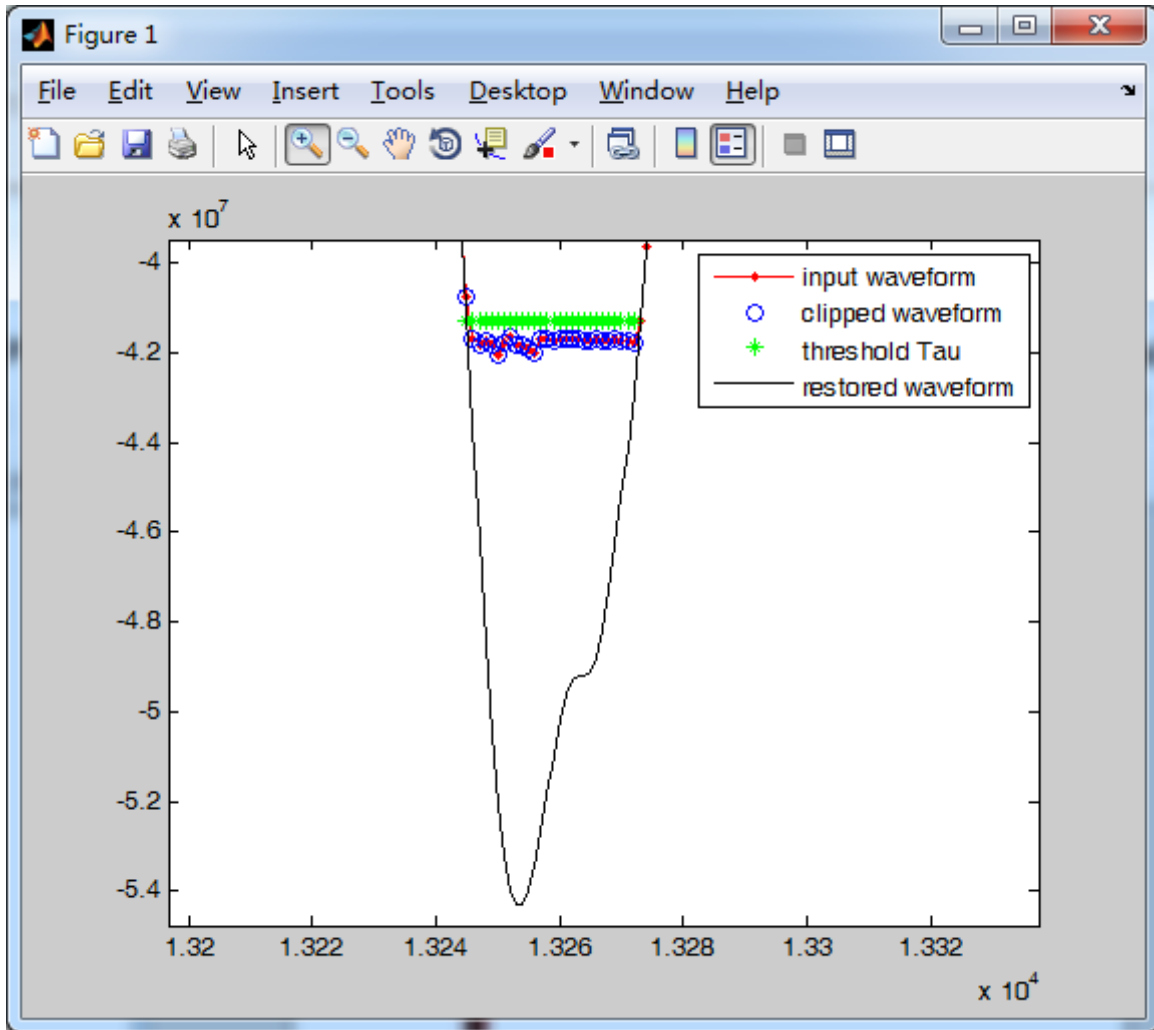 Figure 1
File Edit View Insert Tools Desktop Window Help
x 10^7
-4
-4.2
-4.4
-4.6
-4.8
-5
-5.2
-5.4
input waveform
clipped waveform
threshold Tau
restored waveform
1.32 1.322 1.324 1.326 1.328 1.33 1.332
x 10^4